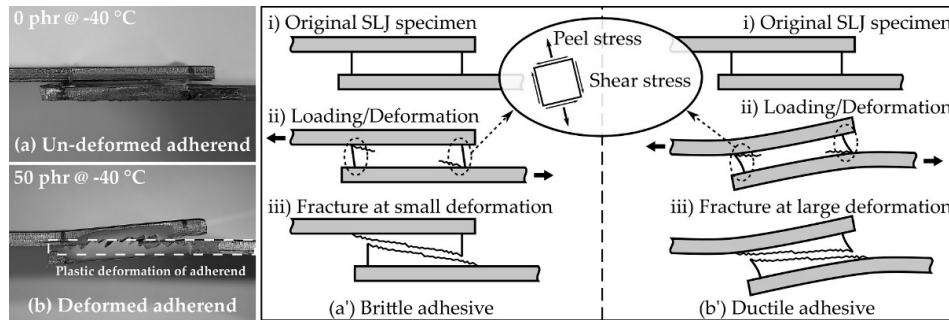 0 phr @ -40 °C
(a) Un-deformed adherend
50 phr @ -40 °C
Plastic deformation of adherend
(b) Deformed adherend
i) Original SLJ specimen
ii) Loading/Deformation
iii) Fracture at small deformation
(a') Brittle adhesive
Peel stress
Shear stress
i) Original SLJ specimen
ii) Loading/Deformation
iii) Fracture at large deformation
(b') Ductile adhesive